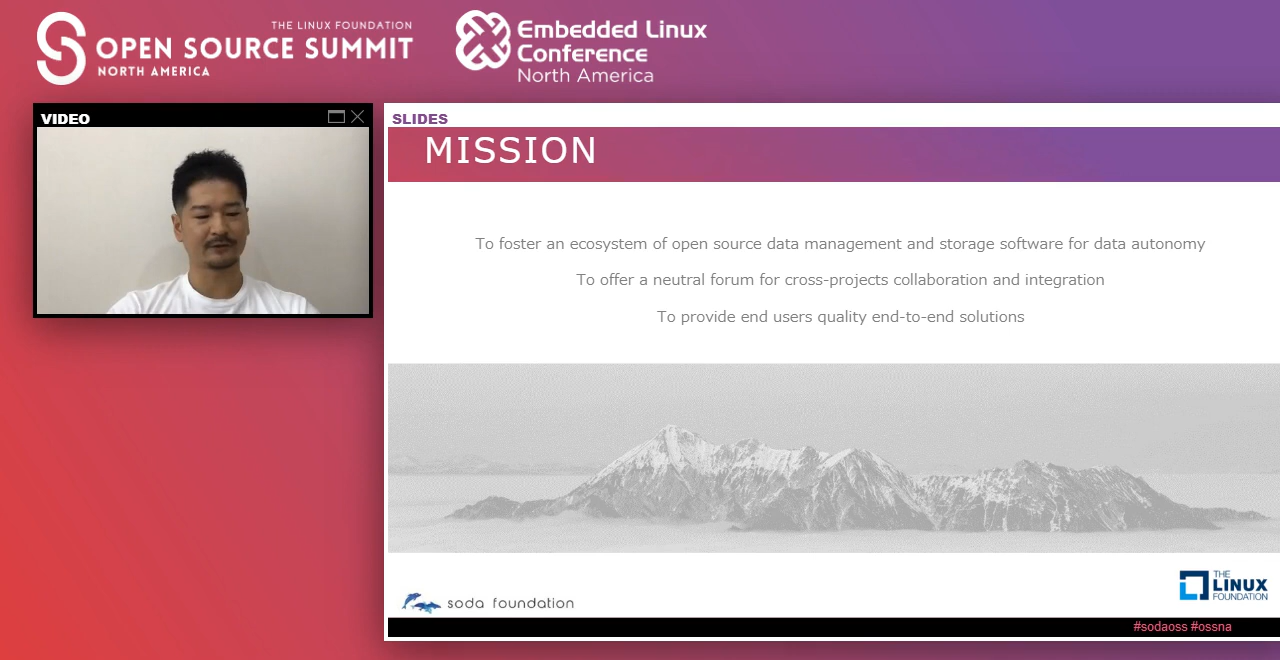 THE LINUX FOUNDATION
OPEN SOURCE SUMMIT
NORTH AMERICA
Embedded Linux
Conference
North America
VIDEO
SLIDES
MISSION
To foster an ecosystem of open source data management and storage software for data autonomy
To offer a neutral forum for cross-projects collaboration and integration
To provide end users quality end-to-end solutions
soda foundation
THE
LINUX
FOUNDATION
#sodaoss #ossna